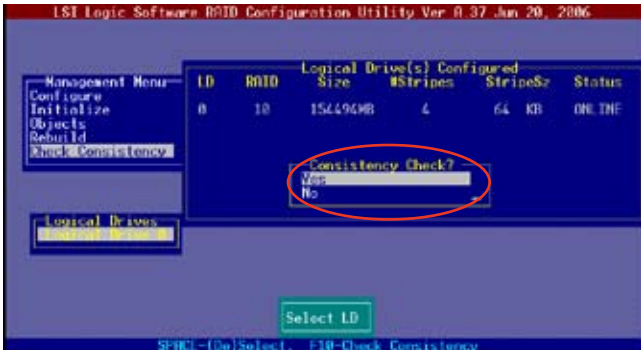 LSI Logic Software RAID Configuration Utility Ver A.37 Jun 20, 2006
Management Menu
Configure
Initialize
Objects
Rebuild
Check Consistency
Logical Drive(s) Configured
LD RAID Size #Stripes StripeSz Status
0 10 154494MB 4 64 KB ONLINE
Consistency Check?
Yes
No
Logical Drives
Logical Drive 0
Select LD
SPACE-(De)Select, F10-Check Consistency